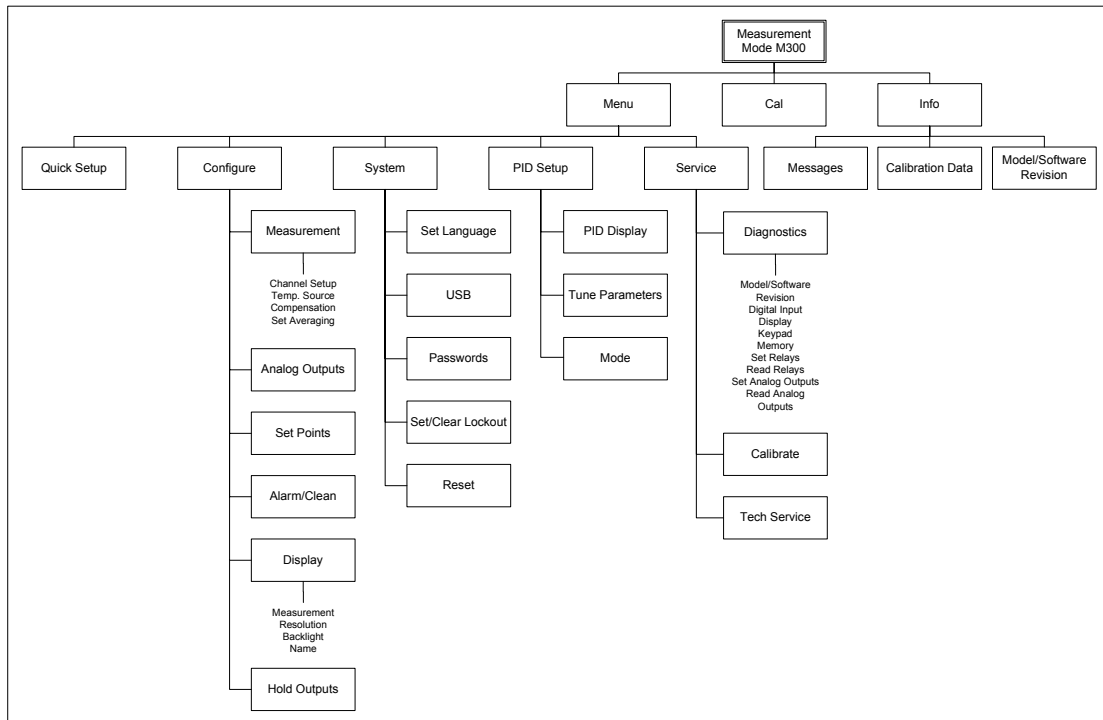 Measurement
Mode M300
Menu
Cal
Info
Quick Setup
Configure
System
PID Setup
Service
Messages
Calibration Data
Model/Software
Revision
Measurement
Channel Setup
Temp. Source
Compensation
Set Averaging
Analog Outputs
Set Points
Alarm/Clean
Display
Measurement
Resolution
Backlight
Name
Hold Outputs
Set Language
USB
Passwords
Set/Clear Lockout
Reset
PID Display
Tune Parameters
Mode
Diagnostics
Model/Software
Revision
Digital Input
Display
Keypad
Memory
Set Relays
Read Relays
Set Analog Outputs
Read Analog
Outputs
Calibrate
Tech Service